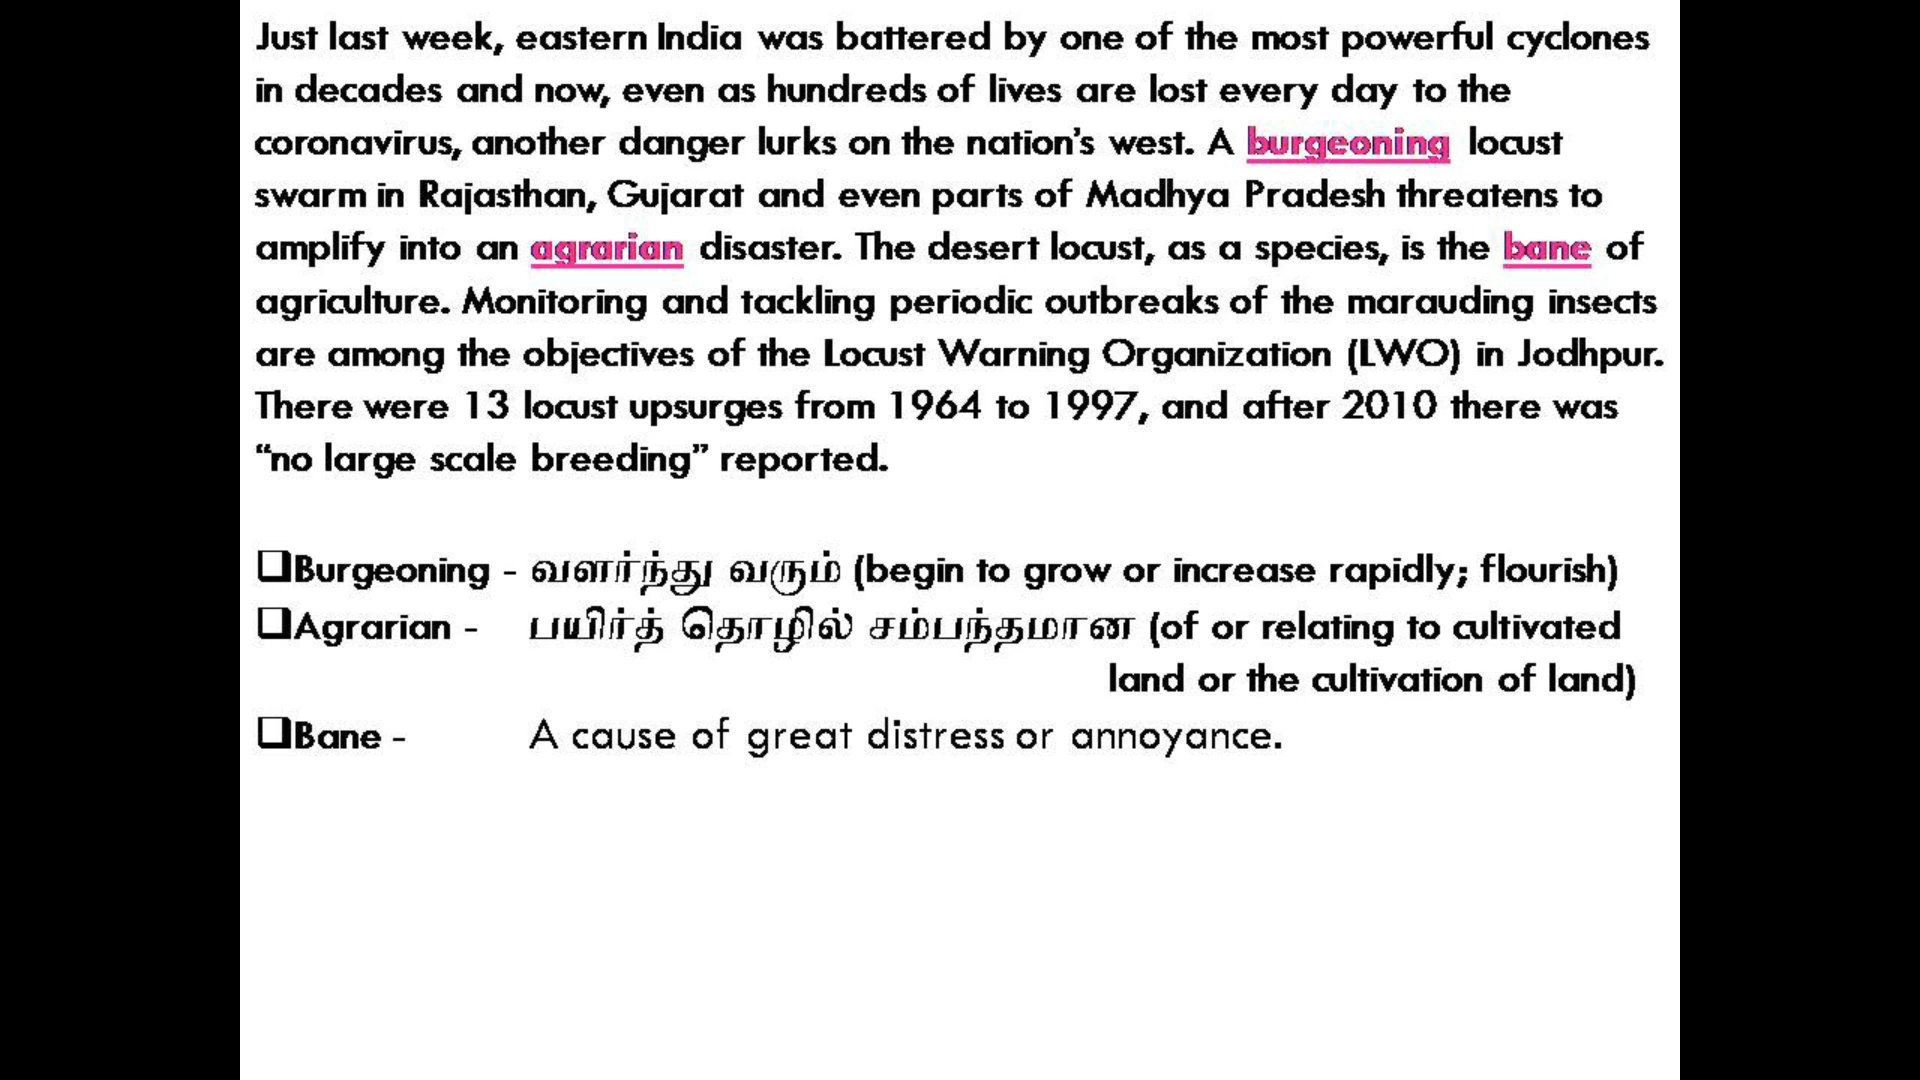 Just last week, eastern India was battered by one of the most powerful cyclones
in decades and now, even as hundreds of lives are lost every day to the
coronavirus, another danger lurks on the nation's west. A burgeoning locust
swarm in Rajasthan, Gujarat and even parts of Madhya Pradesh threatens to
amplify into an agrarian disaster. The desert locust, as a species, is the bane of
agriculture. Monitoring and tackling periodic outbreaks of the marauding insects
are among the objectives of the Locust Warning Organization (LWO) in Jodhpur.
There were 13 locust upsurges from 1964 to 1997, and after 2010 there was
“no large scale breeding” reported.
❑Burgeoning - வளர்ந்து வரும் (begin to grow or increase rapidly; flourish)
❑Agrarian - பயிர்த் தொழில் சம்பந்தமான (of or relating to cultivated
land or the cultivation of land)
❑Bane - A cause of great distress or annoyance.